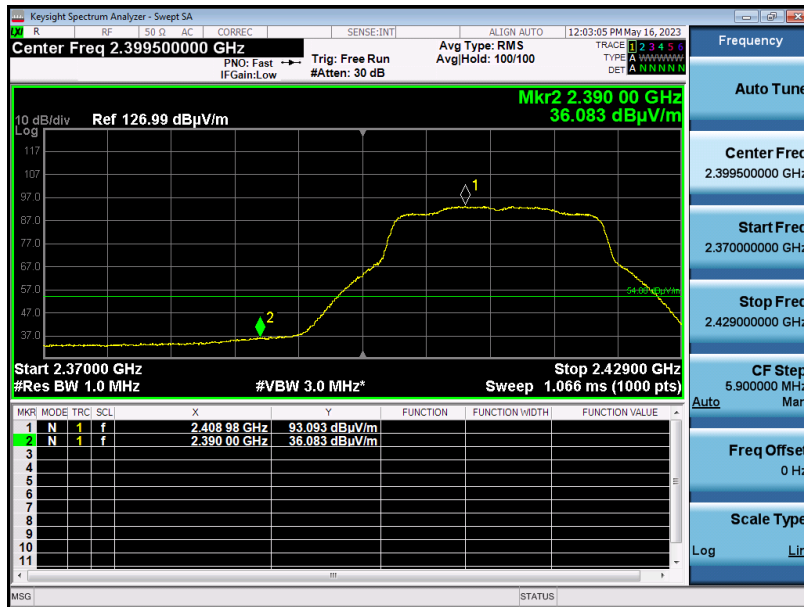 Keysight Spectrum Analyzer - Swept SA
LXI R RF 50 Ω AC CORREC SENSE:INT ALIGN AUTO 12:03:05 PM May 16, 2023
Center Freq 2.399500000 GHz
PNO: Fast
IFGain:Low
Trig: Free Run
#Atten: 30 dB
Avg Type: RMS
Avg|Hold: 100/100
TRACE 1 2 3 4 5 6
TYPE A WWWWW
DET A N N N N N
Mkr2 2.390 00 GHz
36.083 dBµV/m
10 dB/div Ref 126.99 dBµV/m
Log
117
107
97.0
87.0
77.0
67.0
57.0
47.0
37.0
1
2
54.00 dBµV/m
Start 2.37000 GHz Stop 2.42900 GHz
#Res BW 1.0 MHz #VBW 3.0 MHz* Sweep 1.066 ms (1000 pts)
MKR MODE TRC SCL X Y FUNCTION FUNCTION WIDTH FUNCTION VALUE
1 N 1 f 2.408 98 GHz 93.093 dBµV/m
2 N 1 f 2.390 00 GHz 36.083 dBµV/m
3
4
5
6
7
8
9
10
11
MSG STATUS
Frequency
Auto Tune
Center Freq
2.399500000 GHz
Start Freq
2.370000000 GHz
Stop Freq
2.429000000 GHz
CF Step
5.900000 MHz
Auto Man
Freq Offset
0 Hz
Scale Type
Log Lin